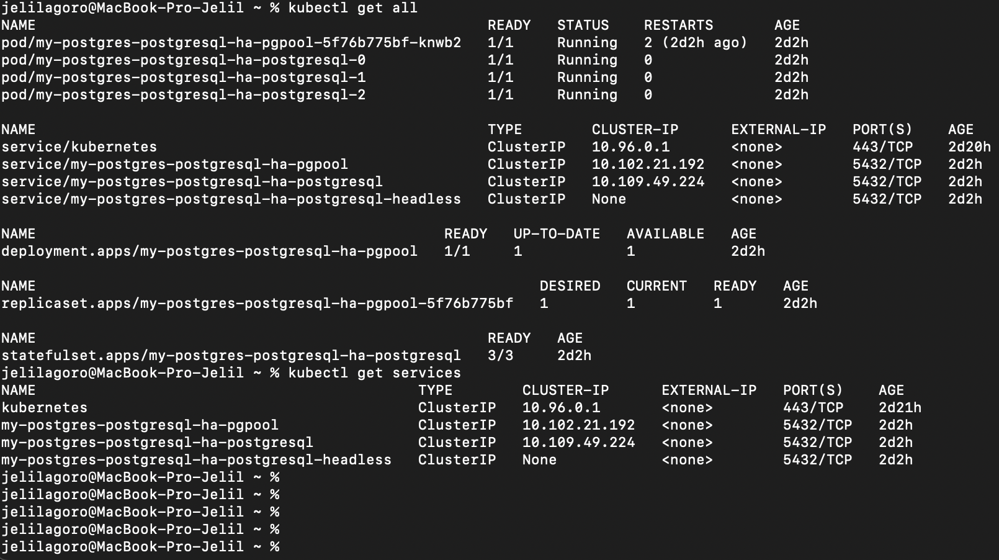 jelilagoro@MacBook-Pro-Jelil ~ % kubectl get all
NAME READY STATUS RESTARTS AGE
pod/my-postgres-postgresql-ha-pgpool-5f76b775bf-knwb2 1/1 Running 2 (2d2h ago) 2d2h
pod/my-postgres-postgresql-ha-postgresql-0 1/1 Running 0 2d2h
pod/my-postgres-postgresql-ha-postgresql-1 1/1 Running 0 2d2h
pod/my-postgres-postgresql-ha-postgresql-2 1/1 Running 0 2d2h
NAME TYPE CLUSTER-IP EXTERNAL-IP PORT(S) AGE
service/kubernetes ClusterIP 10.96.0.1 <none> 443/TCP 2d20h
service/my-postgres-postgresql-ha-pgpool ClusterIP 10.102.21.192 <none> 5432/TCP 2d2h
service/my-postgres-postgresql-ha-postgresql ClusterIP 10.109.49.224 <none> 5432/TCP 2d2h
service/my-postgres-postgresql-ha-postgresql-headless ClusterIP None <none> 5432/TCP 2d2h
NAME READY UP-TO-DATE AVAILABLE AGE
deployment.apps/my-postgres-postgresql-ha-pgpool 1/1 1 1 2d2h
NAME DESIRED CURRENT READY AGE
replicaset.apps/my-postgres-postgresql-ha-pgpool-5f76b775bf 1 1 1 2d2h
NAME READY AGE
statefulset.apps/my-postgres-postgresql-ha-postgresql 3/3 2d2h
jelilagoro@MacBook-Pro-Jelil ~ % kubectl get services
NAME TYPE CLUSTER-IP EXTERNAL-IP PORT(S) AGE
kubernetes ClusterIP 10.96.0.1 <none> 443/TCP 2d21h
my-postgres-postgresql-ha-pgpool ClusterIP 10.102.21.192 <none> 5432/TCP 2d2h
my-postgres-postgresql-ha-postgresql ClusterIP 10.109.49.224 <none> 5432/TCP 2d2h
my-postgres-postgresql-ha-postgresql-headless ClusterIP None <none> 5432/TCP 2d2h
jelilagoro@MacBook-Pro-Jelil ~ %
jelilagoro@MacBook-Pro-Jelil ~ %
jelilagoro@MacBook-Pro-Jelil ~ %
jelilagoro@MacBook-Pro-Jelil ~ %
jelilagoro@MacBook-Pro-Jelil ~ %